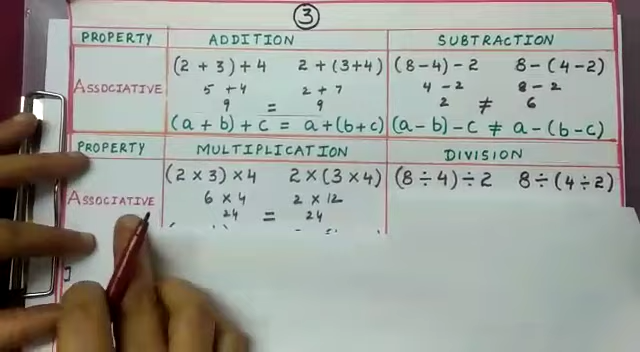 3
PROPERTY ADDITION SUBTRACTION
ASSOCIATIVE (2 + 3) + 4 2 + (3+4) (8-4) - 2 8 - (4-2)
5 + 4 2 + 7 4 - 2 8 - 2
9 = 9 2 ≠ 6
(a + b) + c = a + (b + c) (a - b) - c ≠ a - (b - c)
PROPERTY MULTIPLICATION DIVISION
ASSOCIATIVE (2 × 3) × 4 2 × (3 × 4) (8 ÷ 4) ÷ 2 8 ÷ (4 ÷ 2)
6 × 4 2 × 12
24 = 24